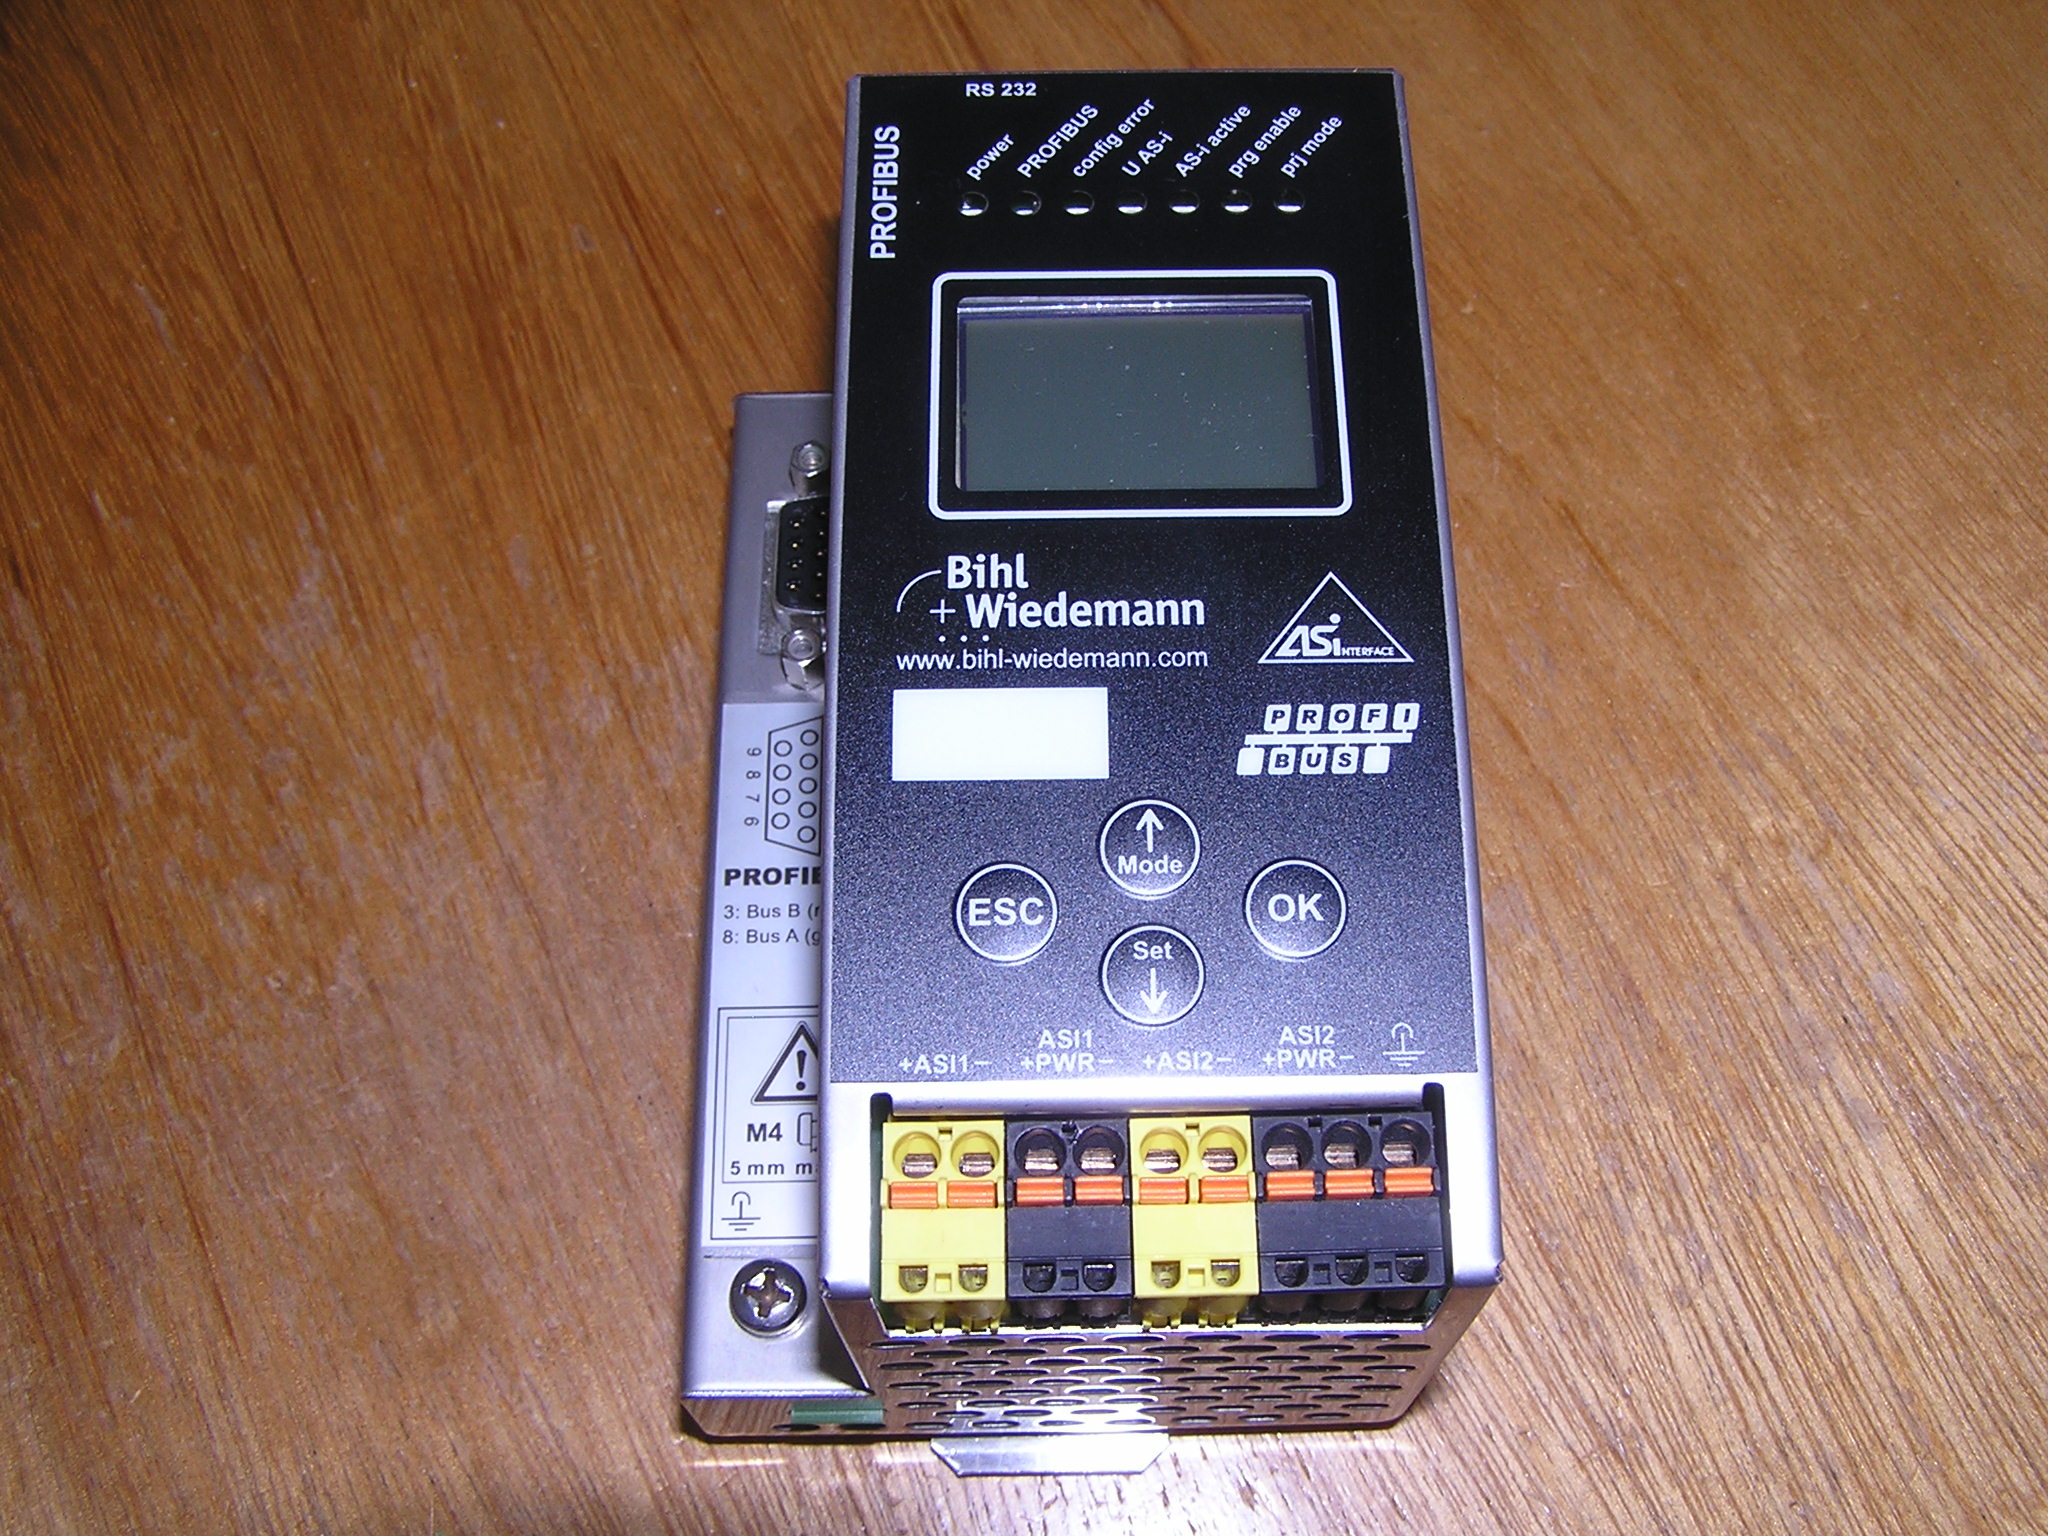 RS 232
PROFIBUS
power
PROFIBUS
config error
U AS-i
AS-i active
prg enable
prj mode
Bihl
+ Wiedemann
www.bihl-wiedemann.com
ASi INTERFACE
PROFI
BUS
Mode
ESC
OK
Set
+ASI1−
ASI1
+PWR−
+ASI2−
ASI2
+PWR−
9 8 7 6
3: Bus B
8: Bus A
M4
5 mm